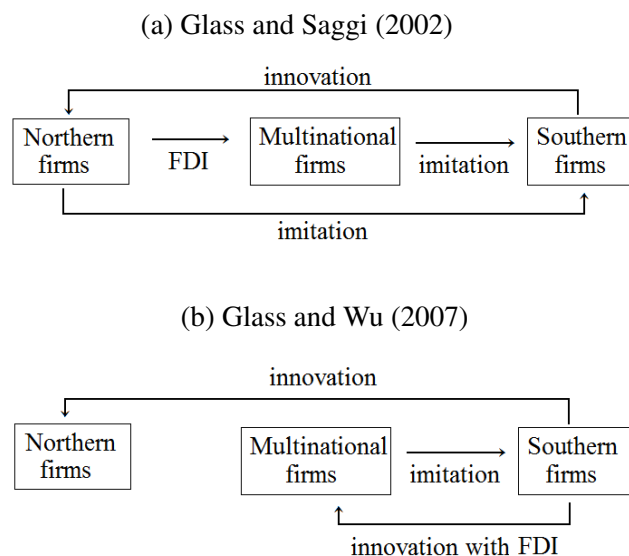 (a) Glass and Saggi (2002)
innovation
Northern
firms
FDI
Multinational
firms
imitation
Southern
firms
imitation
(b) Glass and Wu (2007)
innovation
Northern
firms
Multinational
firms
imitation
Southern
firms
innovation with FDI